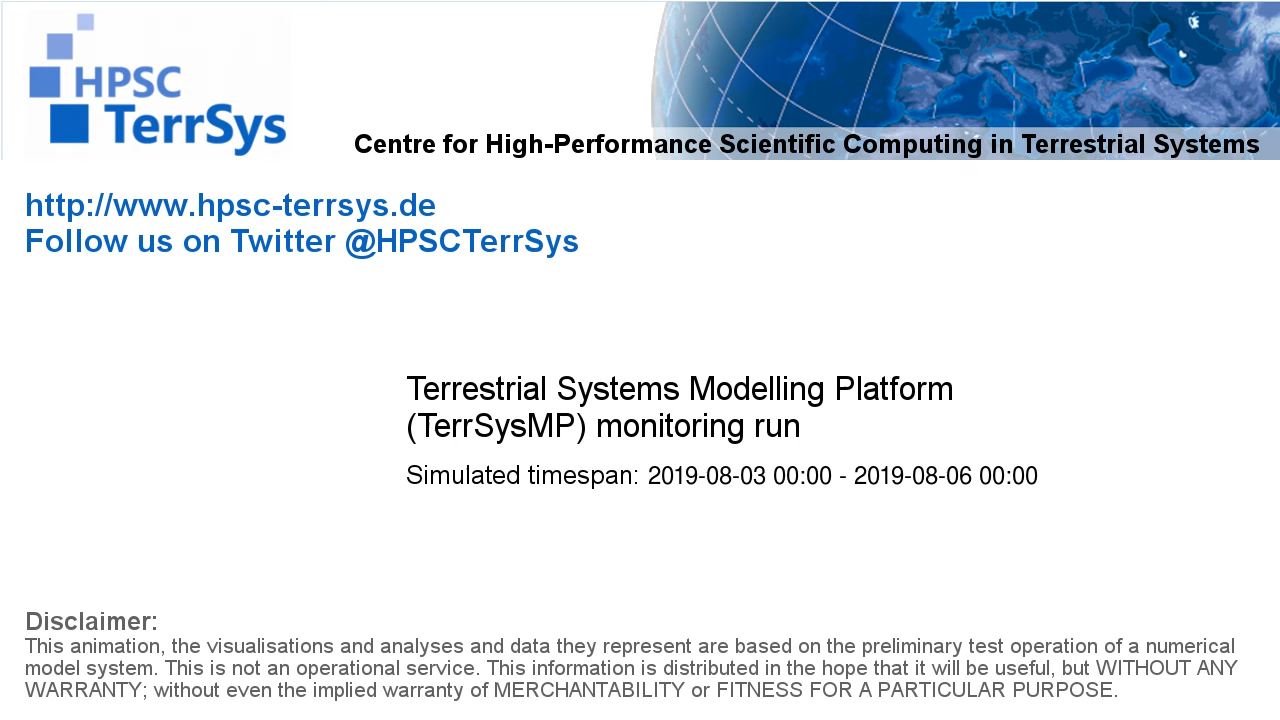 HPSC
TerrSys
Centre for High-Performance Scientific Computing in Terrestrial Systems
http://www.hpsc-terrsys.de
Follow us on Twitter @HPSCTerrSys
Terrestrial Systems Modelling Platform
(TerrSysMP) monitoring run
Simulated timespan: 2019-08-03 00:00 - 2019-08-06 00:00
Disclaimer:
This animation, the visualisations and analyses and data they represent are based on the preliminary test operation of a numerical
model system. This is not an operational service. This information is distributed in the hope that it will be useful, but WITHOUT ANY
WARRANTY; without even the implied warranty of MERCHANTABILITY or FITNESS FOR A PARTICULAR PURPOSE.